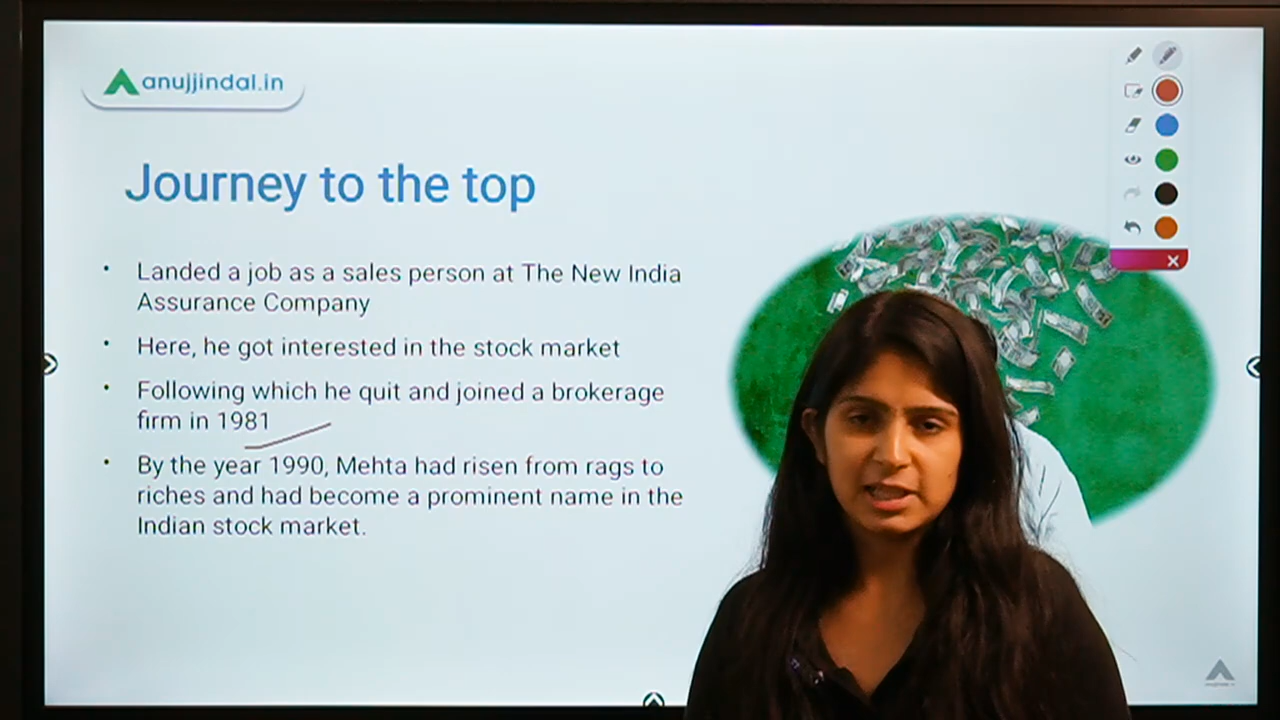 anujjindal.in
Journey to the top
• Landed a job as a sales person at The New India
Assurance Company
• Here, he got interested in the stock market
• Following which he quit and joined a brokerage
firm in 1981
• By the year 1990, Mehta had risen from rags to
riches and had become a prominent name in the
Indian stock market.